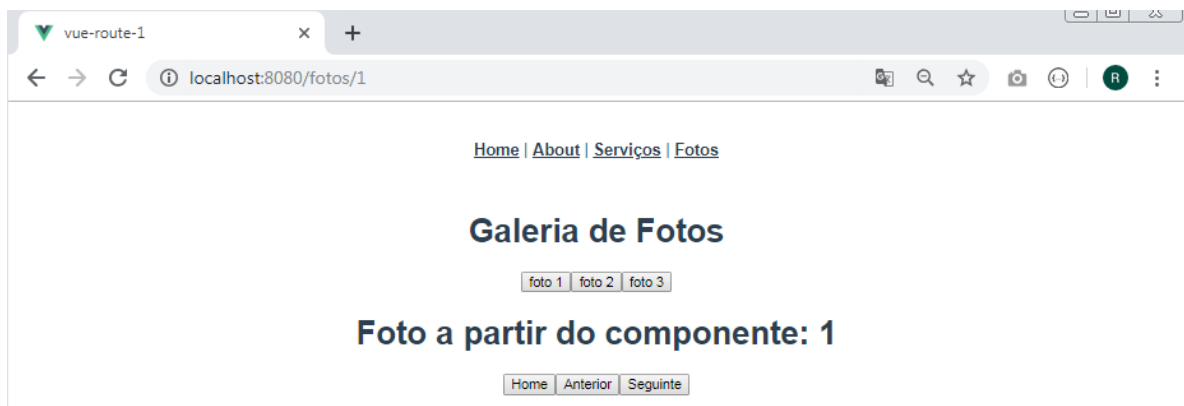 vue-route-1
localhost:8080/fotos/1
R
Home | About | Serviços | Fotos
Galeria de Fotos
foto 1 foto 2 foto 3
Foto a partir do componente: 1
Home Anterior Seguinte